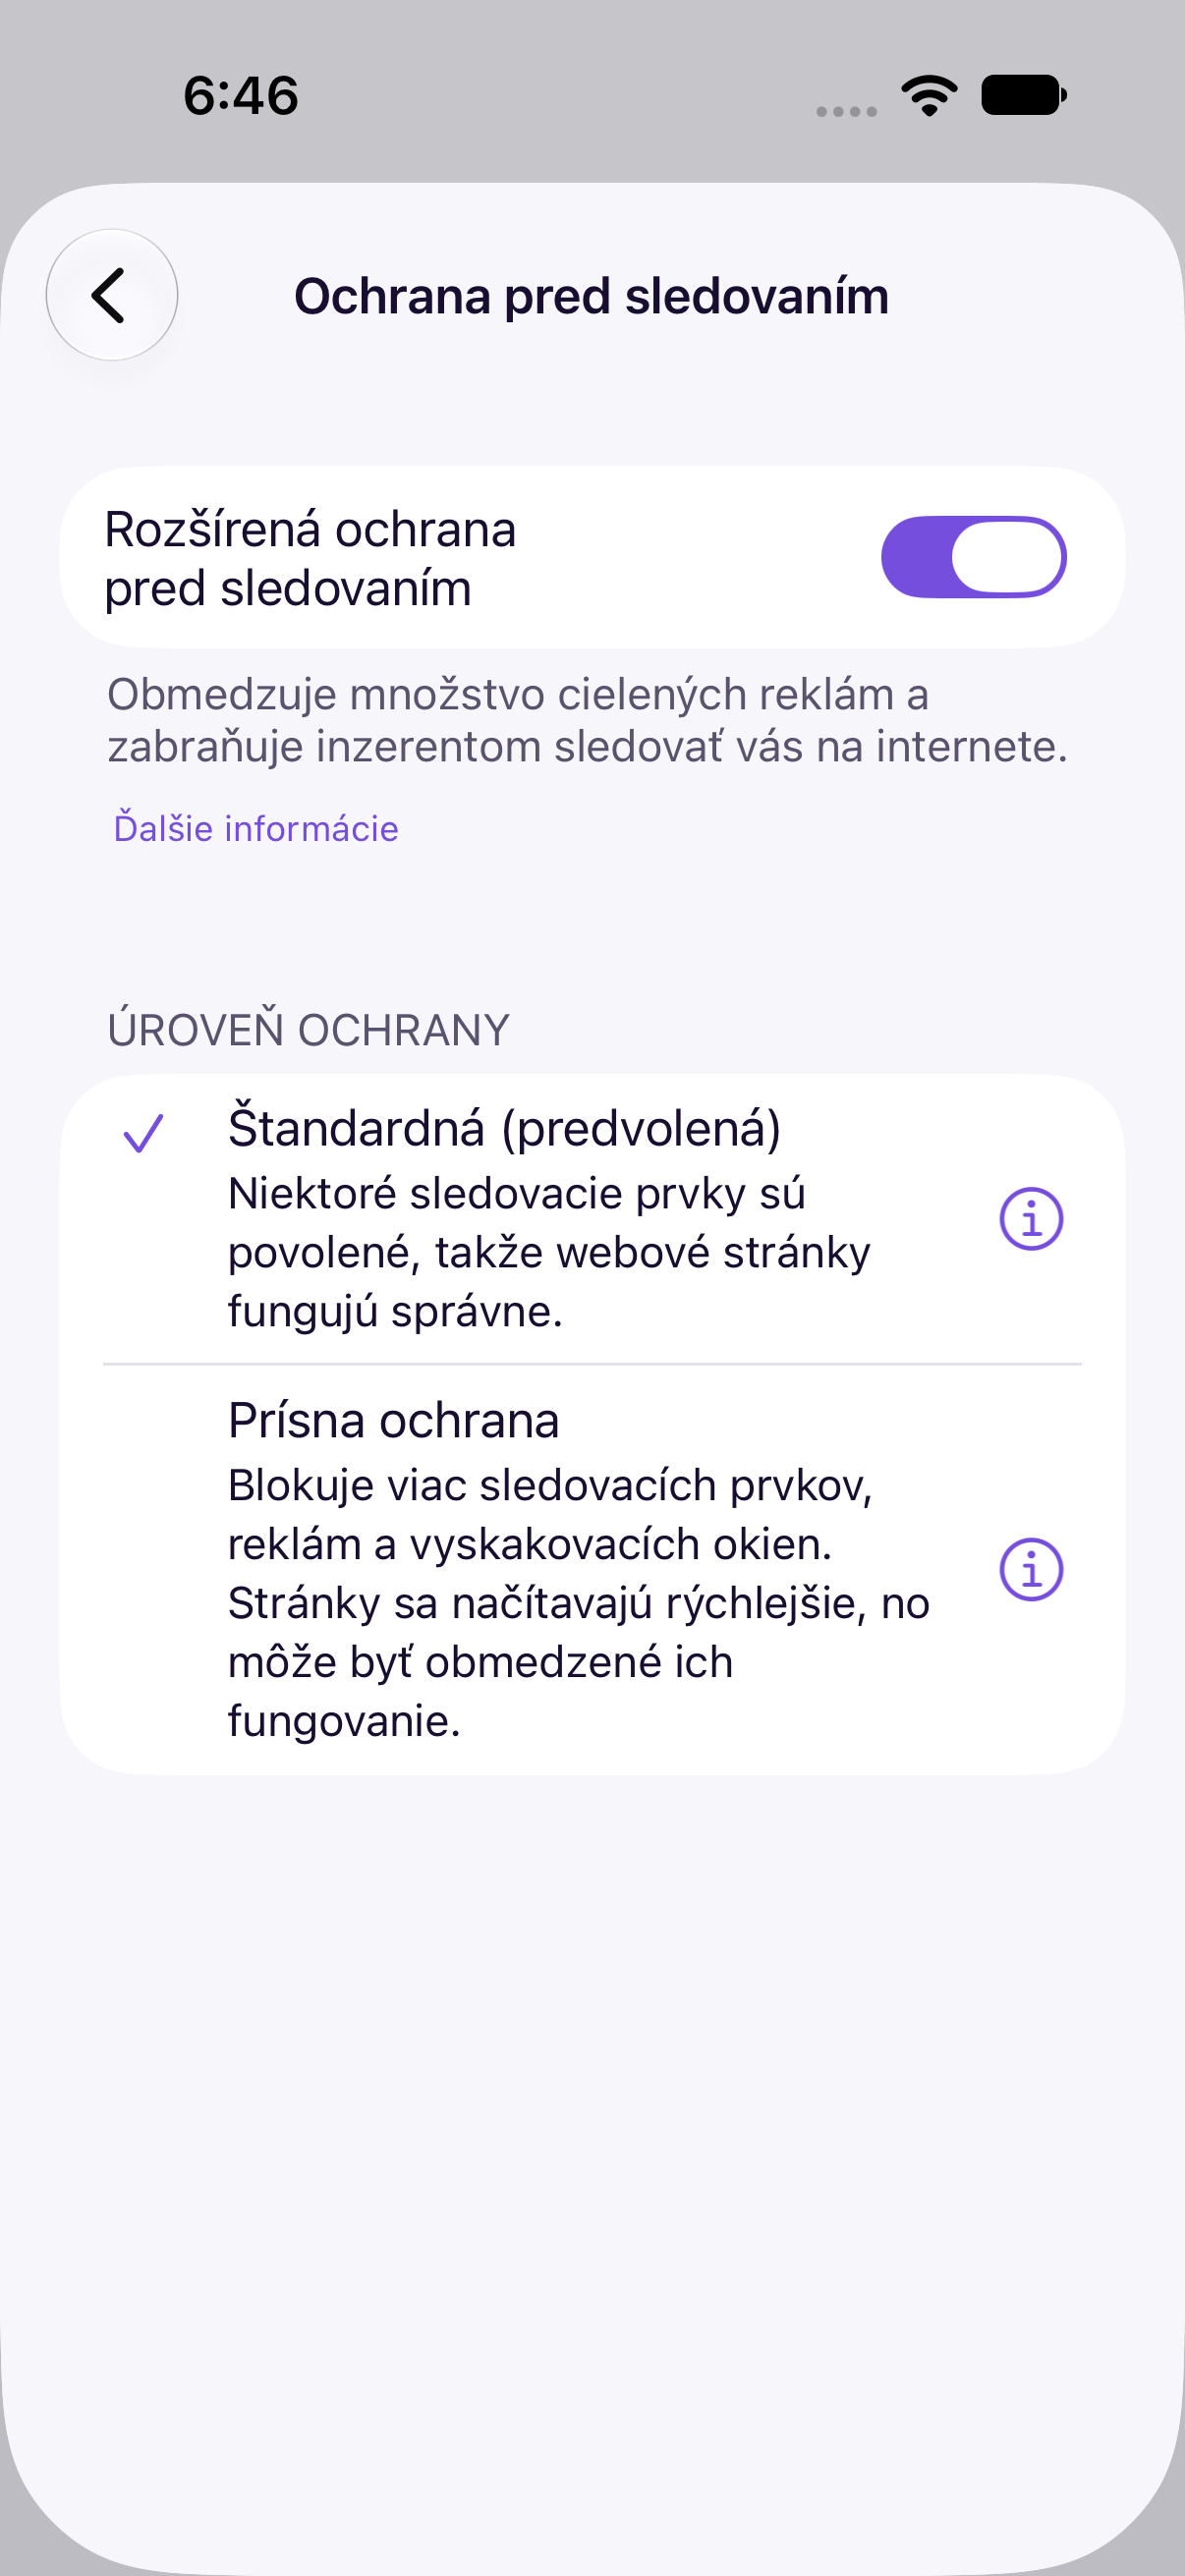 6:46
Ochrana pred sledovaním
Rozšírená ochrana
pred sledovaním
Obmedzuje množstvo cielených reklám a
zabraňuje inzerentom sledovať vás na internete.
Ďalšie informácie
ÚROVEŇ OCHRANY
Štandardná (predvolená)
Niektoré sledovacie prvky sú
povolené, takže webové stránky
fungujú správne.
Prísna ochrana
Blokuje viac sledovacích prvkov,
reklám a vyskakovacích okien.
Stránky sa načítavajú rýchlejšie, no
môže byť obmedzené ich
fungovanie.